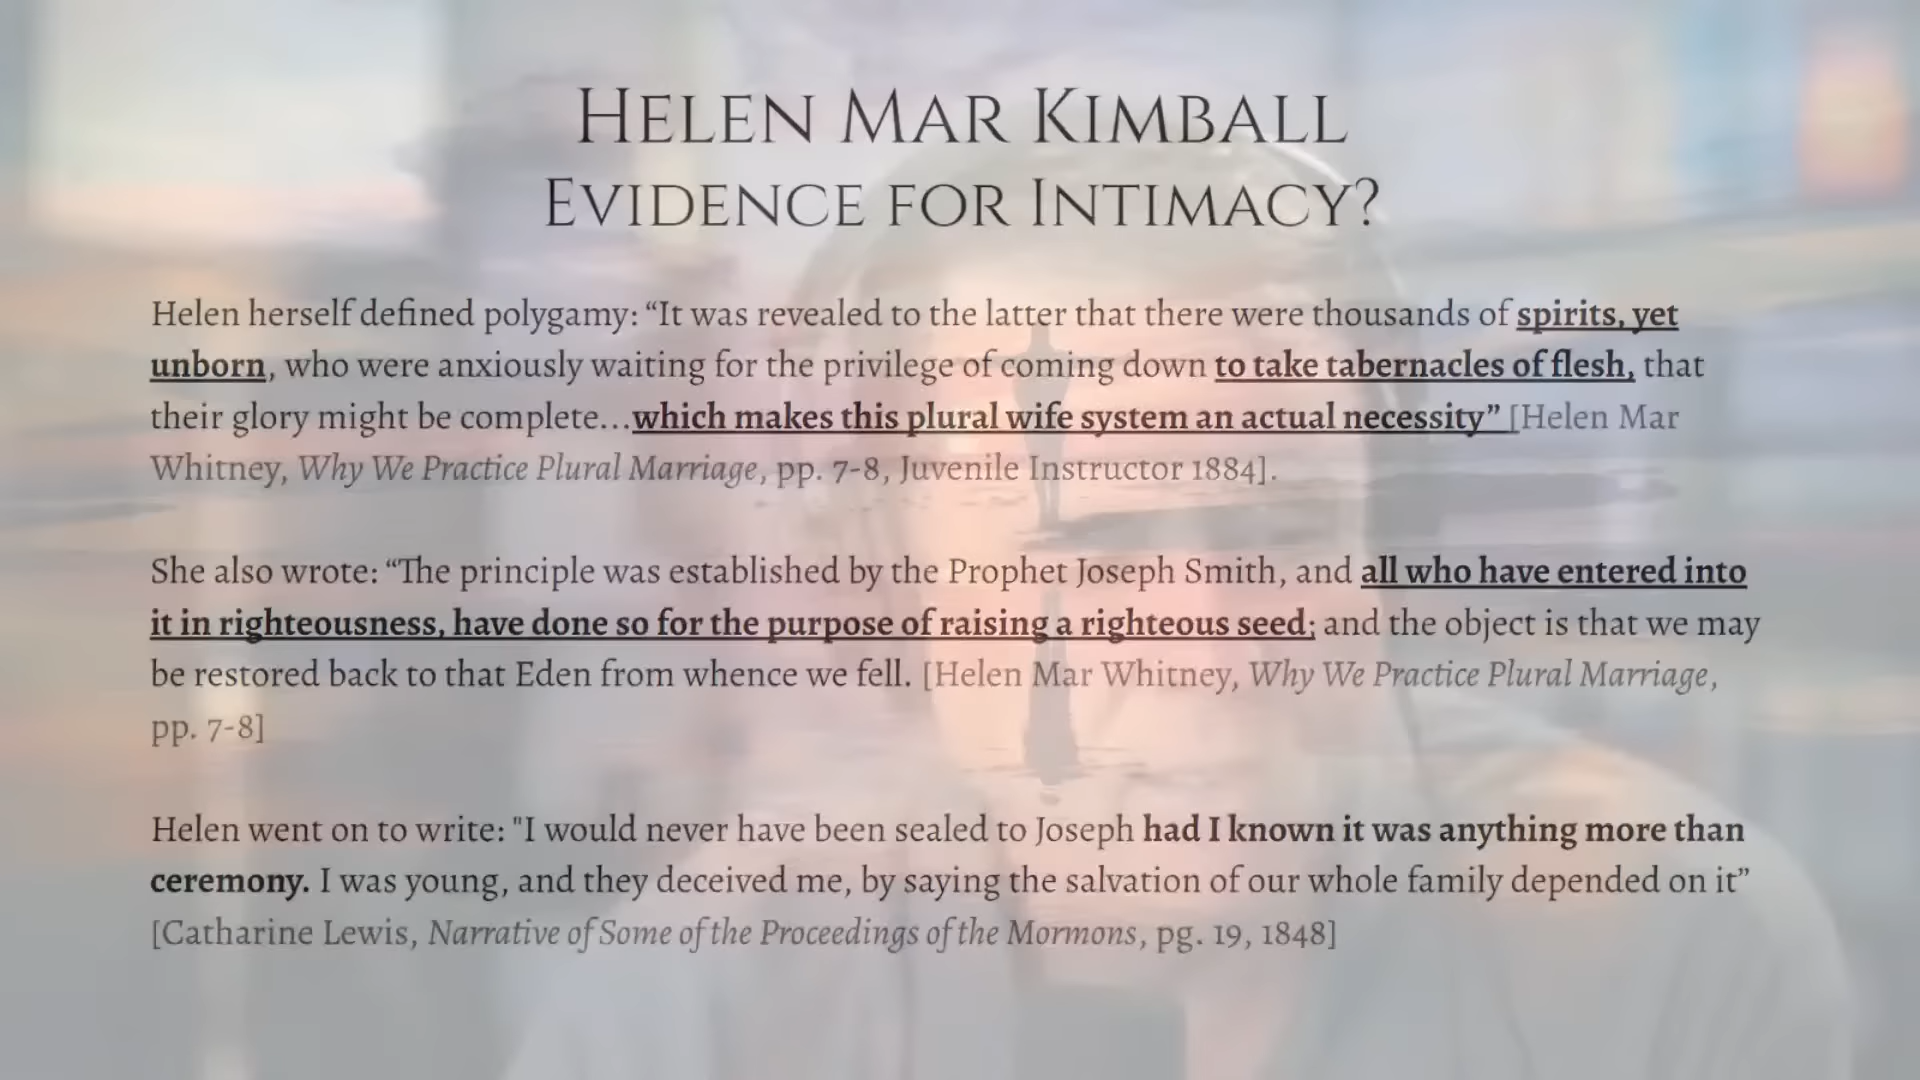 HELEN MAR KIMBALL
EVIDENCE FOR INTIMACY?
Helen herself defined polygamy: “It was revealed to the latter that there were thousands of spirits, yet
unborn, who were anxiously waiting for the privilege of coming down to take tabernacles of flesh, that
their glory might be complete…which makes this plural wife system an actual necessity” [Helen Mar
Whitney, Why We Practice Plural Marriage, pp. 7-8, Juvenile Instructor 1884].
She also wrote: “The principle was established by the Prophet Joseph Smith, and all who have entered into
it in righteousness, have done so for the purpose of raising a righteous seed; and the object is that we may
be restored back to that Eden from whence we fell. [Helen Mar Whitney, Why We Practice Plural Marriage,
pp. 7-8]
Helen went on to write: "I would never have been sealed to Joseph had I known it was anything more than
ceremony. I was young, and they deceived me, by saying the salvation of our whole family depended on it”
[Catharine Lewis, Narrative of Some of the Proceedings of the Mormons, pg. 19, 1848]